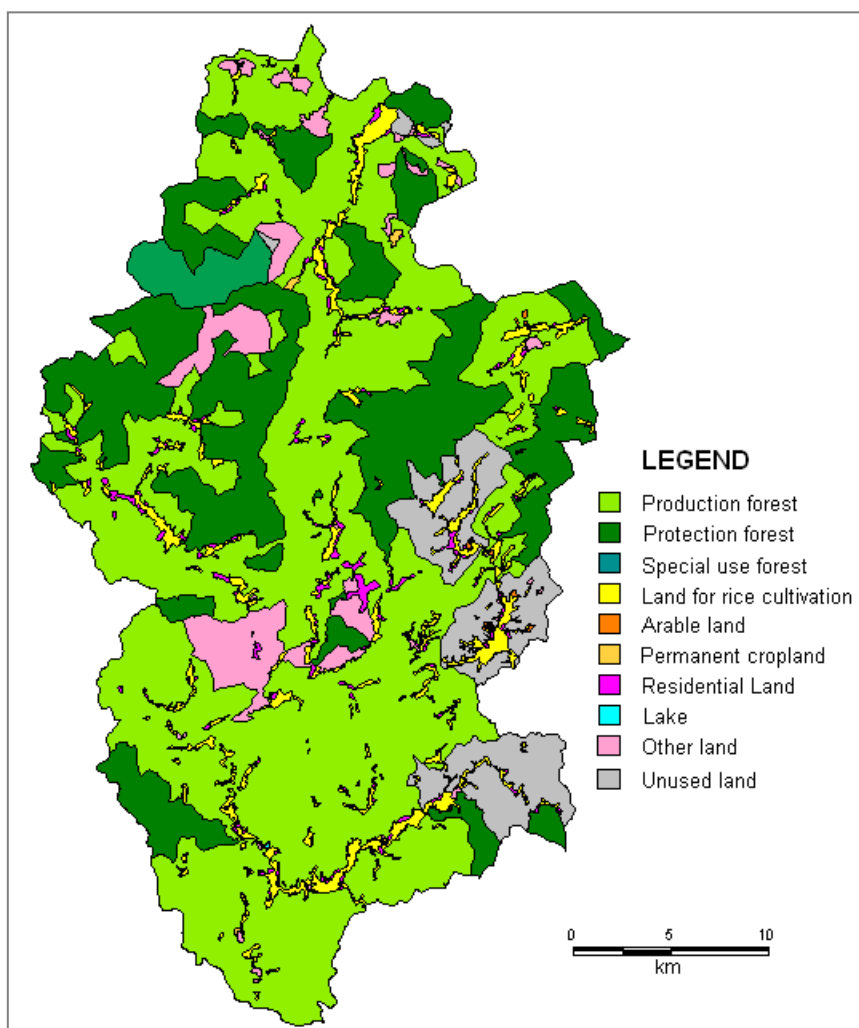 LEGEND
Production forest
Protection forest
Special use forest
Land for rice cultivation
Arable land
Permanent cropland
Residential Land
Lake
Other land
Unused land
0 5 10
km